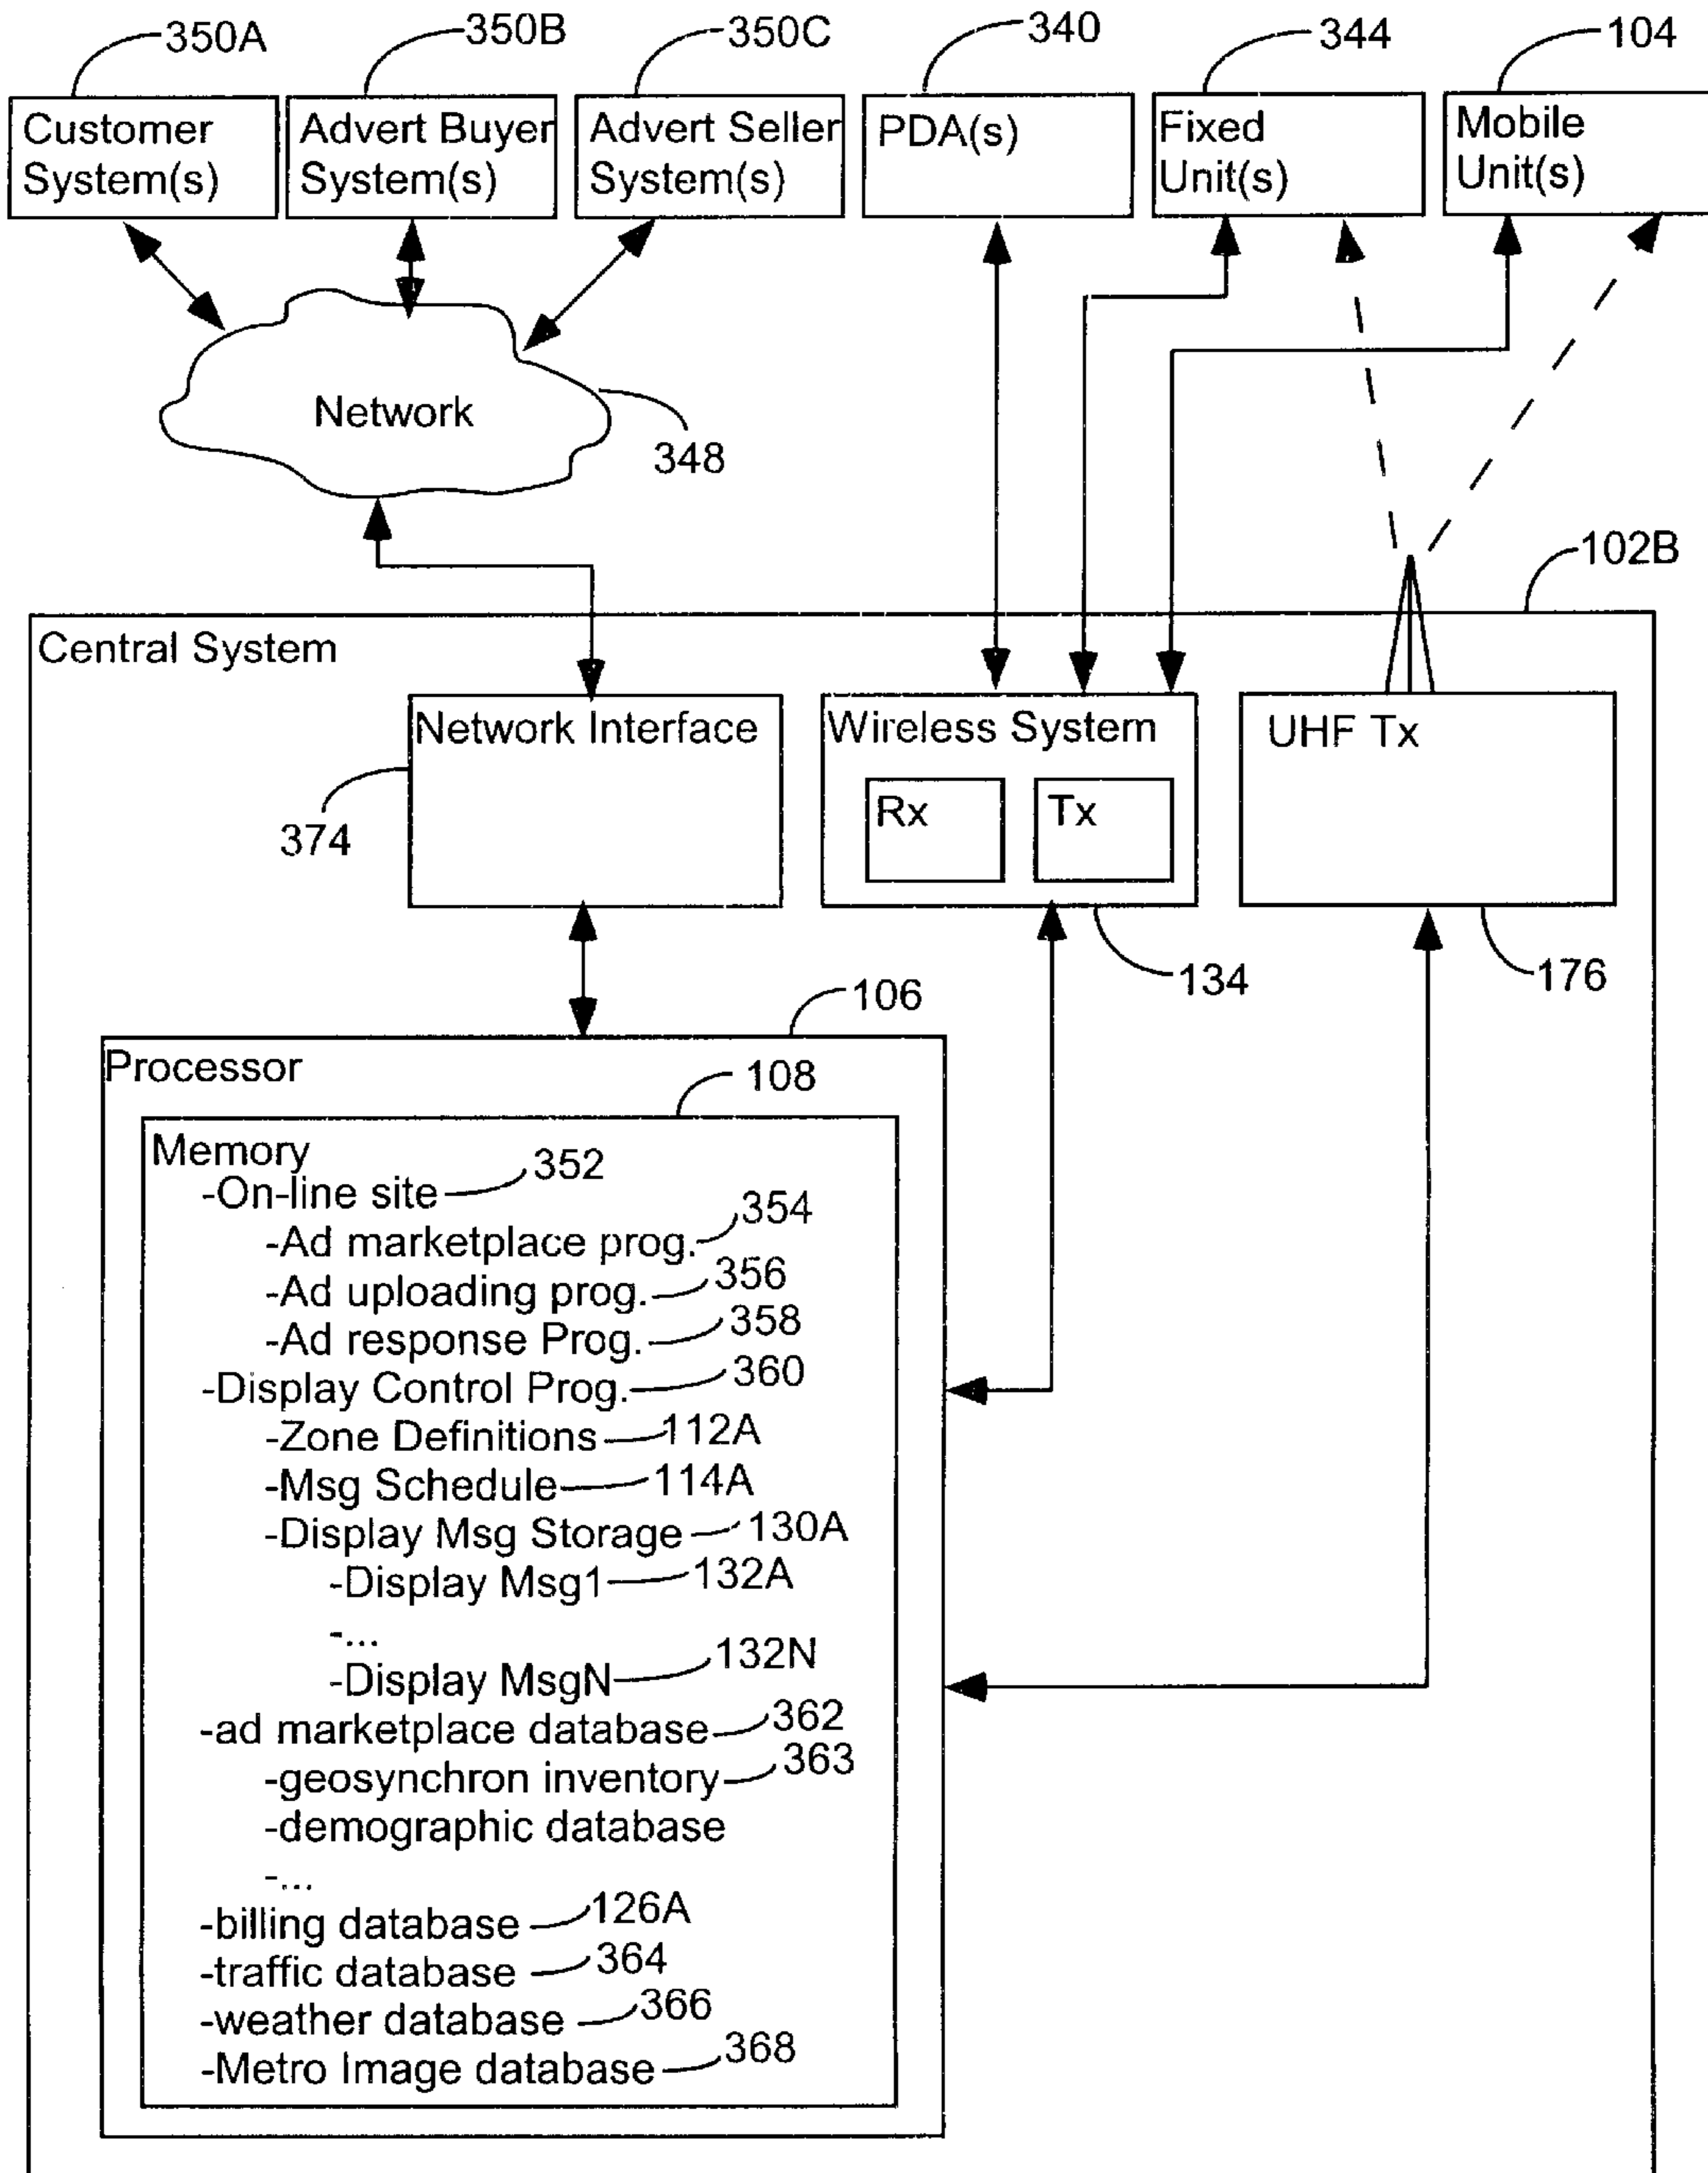 350A
350B
350C
340
344
104
Customer
System(s)
Advert Buyer
System(s)
Advert Seller
System(s)
PDA(s)
Fixed
Unit(s)
Mobile
Unit(s)
Network
348
102B
Central System
Network Interface
374
Wireless System
Rx
Tx
134
UHF Tx
176
106
Processor
108
Memory
-On-line site 352
-Ad marketplace prog. 354
-Ad uploading prog. 356
-Ad response Prog. 358
-Display Control Prog. 360
-Zone Definitions 112A
-Msg Schedule 114A
-Display Msg Storage 130A
-Display Msg1 132A
-...
-Display MsgN 132N
-ad marketplace database 362
-geosynchron inventory 363
-demographic database
-...
-billing database 126A
-traffic database 364
-weather database 366
-Metro Image database 368